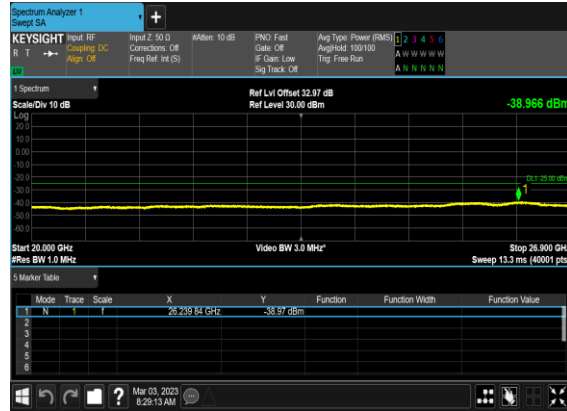 Spectrum Analyzer 1
Swept SA
+
KEYSIGHT Input: RF Input Z: 50 Ω #Atten: 10 dB PNO: Fast Avg Type: Power (RMS) 1 2 3 4 5 6
R T Coupling: DC Corrections: Off Gate: Off Avg|Hold: 100/100 A W W W W W
Align: Off Freq Ref: Int (S) IF Gain: Low Trig: Free Run
Sig Track: Off A N N N N N
1 Spectrum
Ref Lvl Offset 32.97 dB
Scale/Div 10 dB Ref Level 30.00 dBm -38.966 dBm
Log
20.0
10.0
0.00
-10.0
-20.0
DL1 -25.00 dBm
-30.0 1
-40.0
-50.0
-60.0
Start 20.000 GHz Video BW 3.0 MHz* Stop 26.900 GHz
#Res BW 1.0 MHz Sweep 13.3 ms (40001 pts)
5 Marker Table
Mode Trace Scale X Y Function Function Width Function Value
1 N 1 f 26.239 84 GHz -38.97 dBm
2
3
4
5
6
? Mar 03, 2023
8:29:13 AM